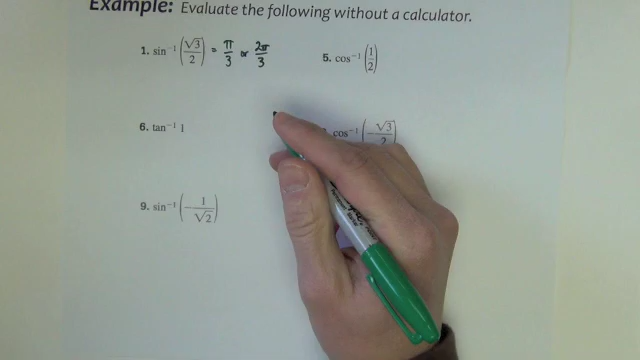 Example: Evaluate the following without a calculator.
1. sin⁻¹ (√3/2) = π/3 or 2π/3
5. cos⁻¹ (1/2)
6. tan⁻¹ 1
cos⁻¹ (-√3/2)
9. sin⁻¹ (-1/√2)